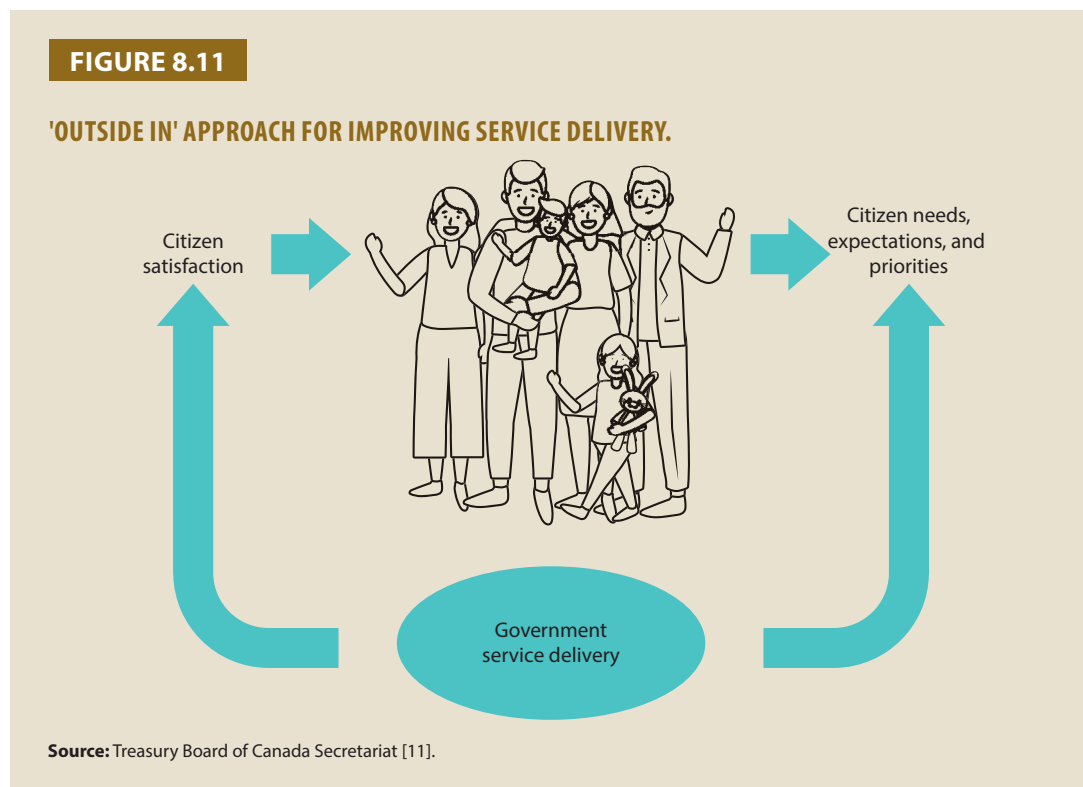 FIGURE 8.11
'OUTSIDE IN' APPROACH FOR IMPROVING SERVICE DELIVERY.
Citizen
satisfaction
Citizen needs,
expectations, and
priorities
Government
service delivery
Source: Treasury Board of Canada Secretariat [11].